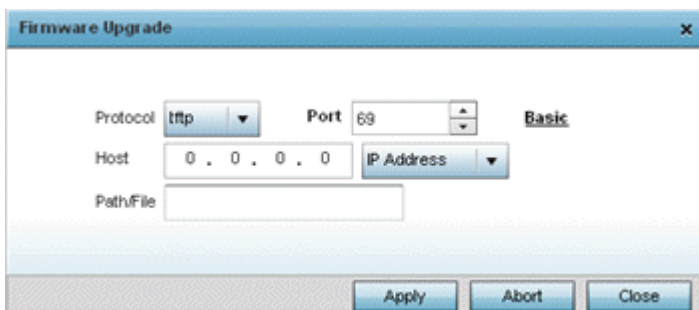 Firmware Upgrade x
Protocol tftp Port 69 Basic
Host 0 . 0 . 0 . 0 IP Address
Path/File
Apply Abort Close